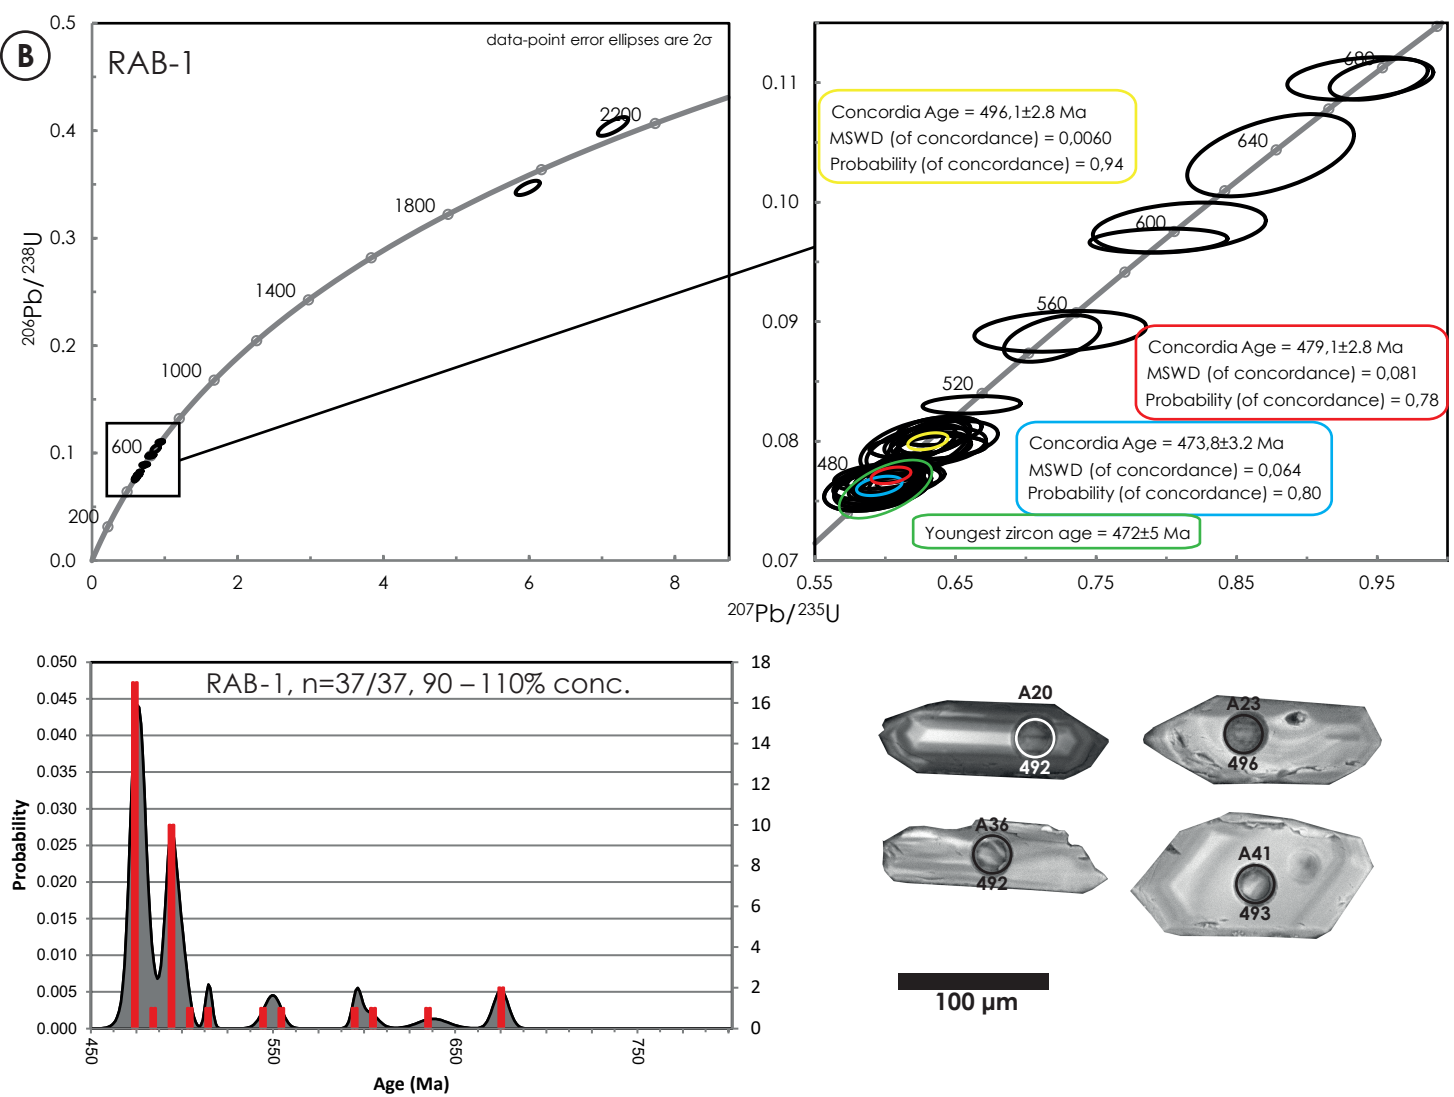 B
RAB-1
data-point error ellipses are 2σ
206Pb/238U
0.5
0.4
0.3
0.2
0.1
0.0
200
600
1000
1400
1800
2200
0
2
4
6
8
0.11
0.10
0.09
0.08
0.07
680
640
600
560
520
480
Concordia Age = 496,1±2.8 Ma
MSWD (of concordance) = 0,0060
Probability (of concordance) = 0,94
Concordia Age = 479,1±2.8 Ma
MSWD (of concordance) = 0,081
Probability (of concordance) = 0,78
Concordia Age = 473,8±3.2 Ma
MSWD (of concordance) = 0,064
Probability (of concordance) = 0,80
Youngest zircon age = 472±5 Ma
0.55
0.65
0.75
0.85
0.95
207Pb/235U
RAB-1, n=37/37, 90 – 110% conc.
Probability
0.050
0.045
0.040
0.035
0.030
0.025
0.020
0.015
0.010
0.005
0.000
18
16
14
12
10
8
6
4
2
0
450
550
650
750
Age (Ma)
A20
492
A23
496
A36
492
A41
493
100 µm